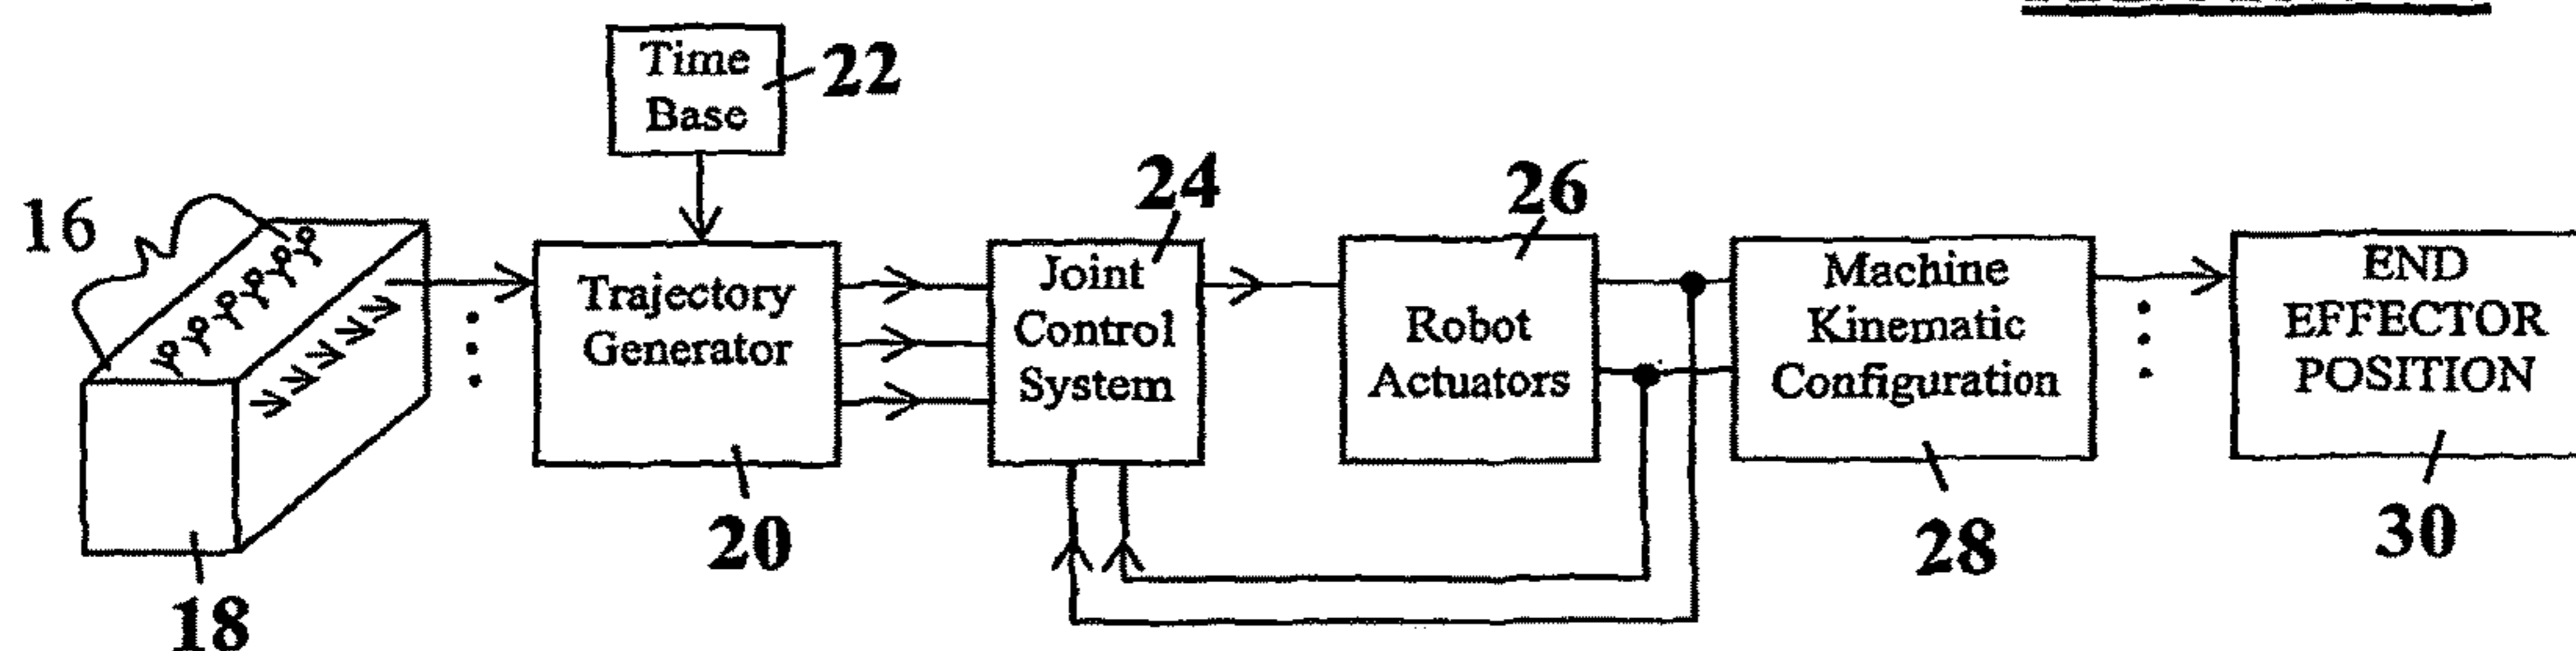 Time
Base
22
16
18
Trajectory
Generator
20
24
Joint
Control
System
26
Robot
Actuators
Machine
Kinematic
Configuration
28
END
EFFECTOR
POSITION
30